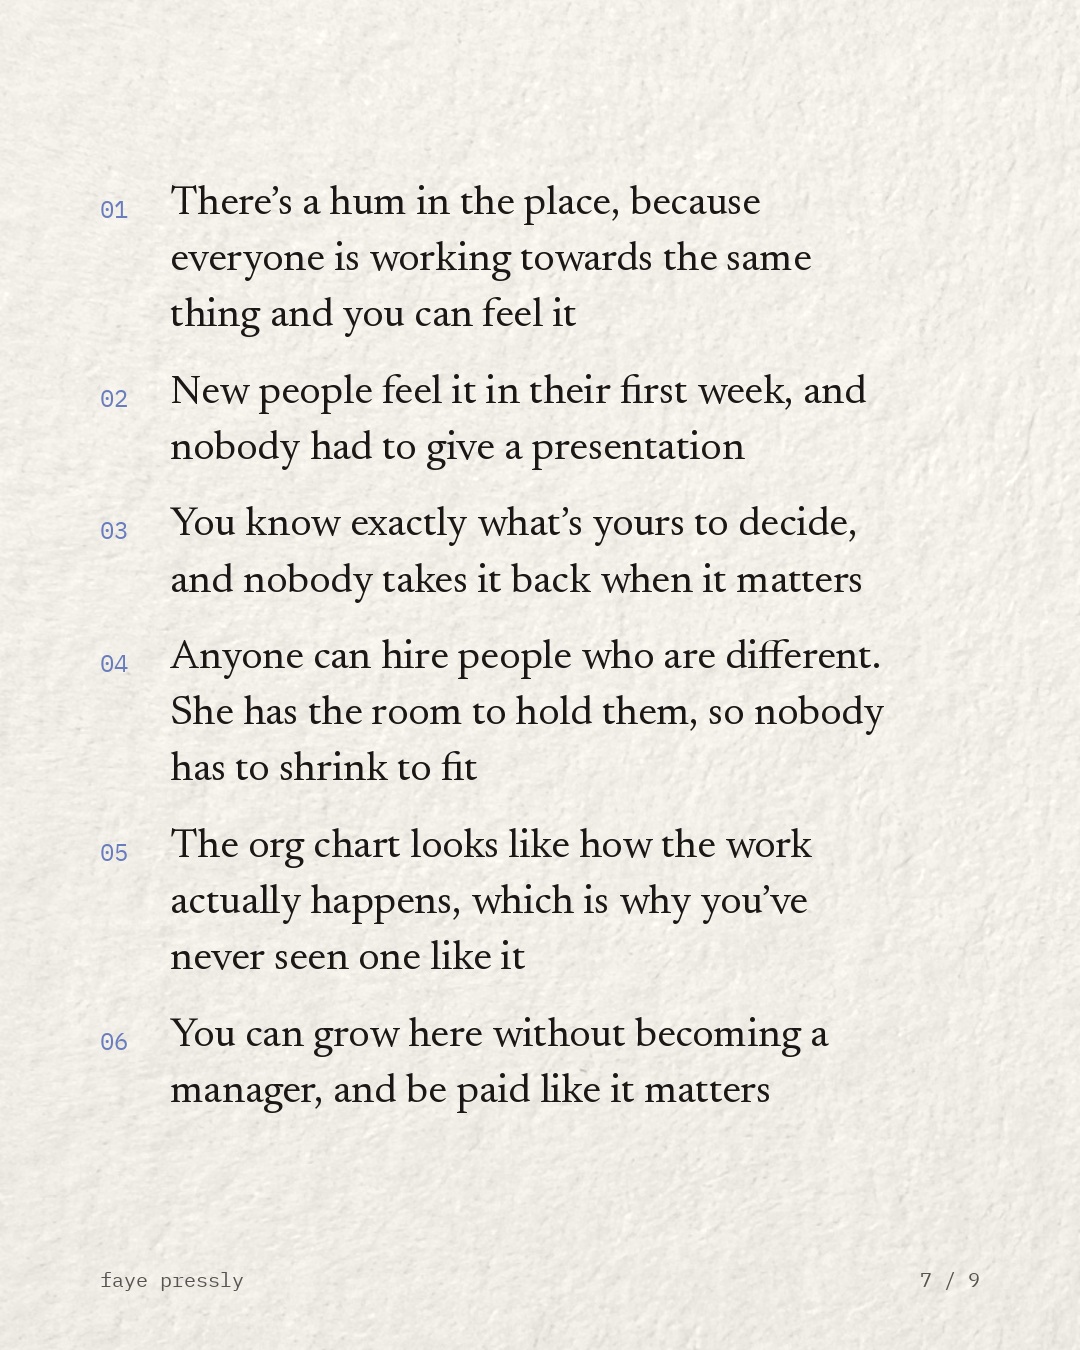 01 There’s a hum in the place, because
everyone is working towards the same
thing and you can feel it
02 New people feel it in their first week, and
nobody had to give a presentation
03 You know exactly what’s yours to decide,
and nobody takes it back when it matters
04 Anyone can hire people who are different.
She has the room to hold them, so nobody
has to shrink to fit
05 The org chart looks like how the work
actually happens, which is why you’ve
never seen one like it
06 You can grow here without becoming a
manager, and be paid like it matters
faye pressly
7 / 9